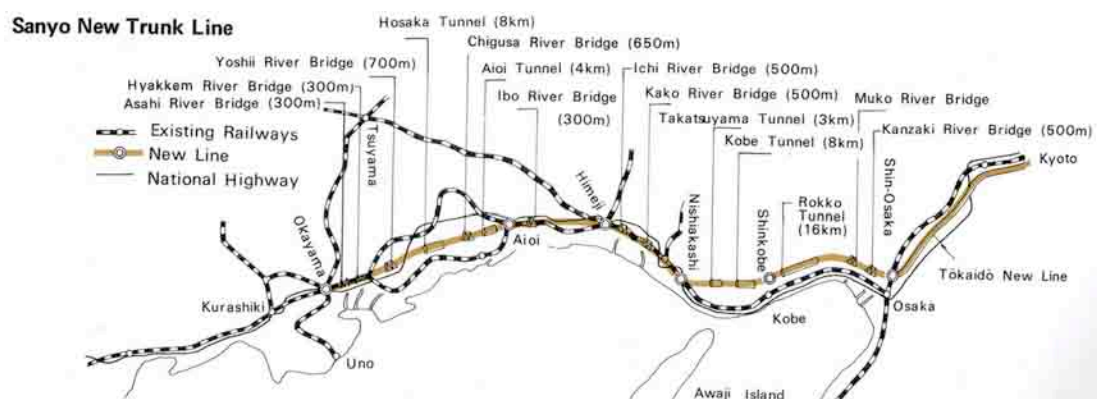 Sanyo New Trunk Line
Hosaka Tunnel (8km)
Chigusa River Bridge (650m)
Yoshii River Bridge (700m)
Aioi Tunnel (4km)
Ichi River Bridge (500m)
Hyakkem River Bridge (300m)
Ibo River Bridge
(300m)
Kako River Bridge (500m)
Muko River Bridge
Asahi River Bridge (300m)
Takatsuyama Tunnel (3km)
Kanzaki River Bridge (500m)
Existing Railways
New Line
National Highway
Kobe Tunnel (8km)
Kyoto
Tsuyama
Okayama
Himeji
Nishiakashi
Shinkobe
Rokko
Tunnel
(16km)
Shin-Osaka
Aioi
Tōkaidō New Line
Kurashiki
Kobe
Osaka
Uno
Awaji Island